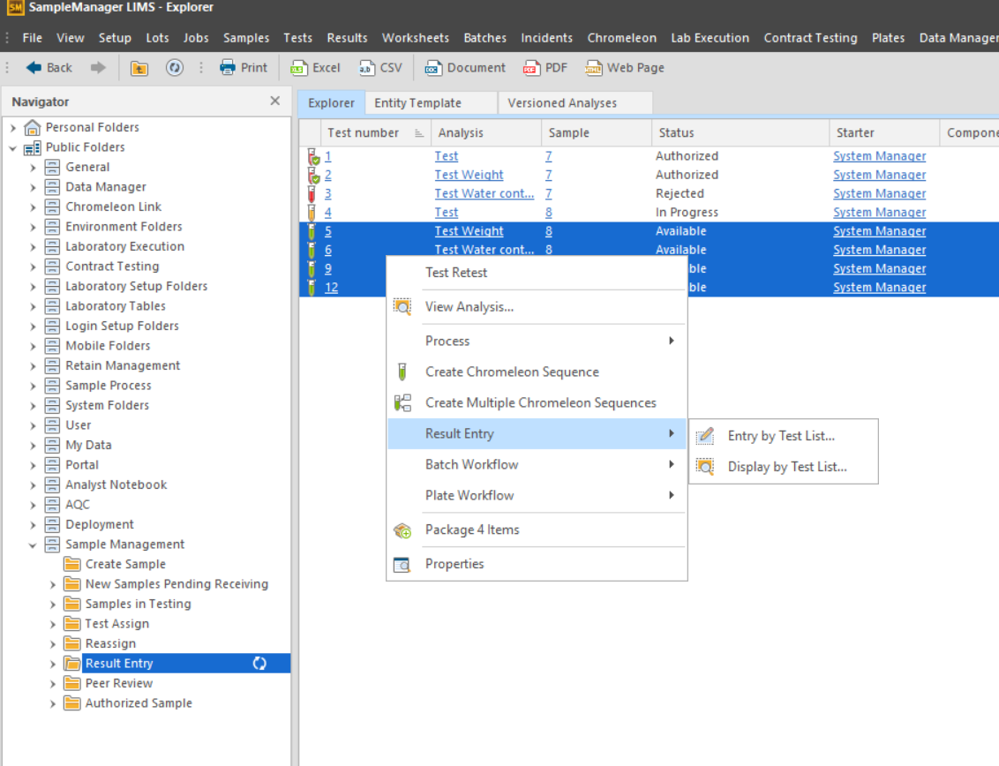 SM SampleManager LIMS - Explorer
File View Setup Lots Jobs Samples Tests Results Worksheets Batches Incidents Chromeleon Lab Execution Contract Testing Plates Data Manager
Back Print Excel CSV Document PDF Web Page
Navigator
Personal Folders
Public Folders
General
Data Manager
Chromeleon Link
Environment Folders
Laboratory Execution
Contract Testing
Laboratory Setup Folders
Laboratory Tables
Login Setup Folders
Mobile Folders
Retain Management
Sample Process
System Folders
User
My Data
Portal
Analyst Notebook
AQC
Deployment
Sample Management
Create Sample
New Samples Pending Receiving
Samples in Testing
Test Assign
Reassign
Result Entry
Peer Review
Authorized Sample
Explorer Entity Template Versioned Analyses
Test number Analysis Sample Status Starter Compone
1 Test 7 Authorized System Manager
2 Test Weight 7 Authorized System Manager
3 Test Water cont... 7 Rejected System Manager
4 Test 8 In Progress System Manager
5 Test Weight 8 Available System Manager
6 Test Water cont... 8 Available System Manager
9 ble System Manager
12 ble System Manager
Test Retest
View Analysis...
Process
Create Chromeleon Sequence
Create Multiple Chromeleon Sequences
Result Entry
Batch Workflow
Plate Workflow
Package 4 Items
Properties
Entry by Test List...
Display by Test List...